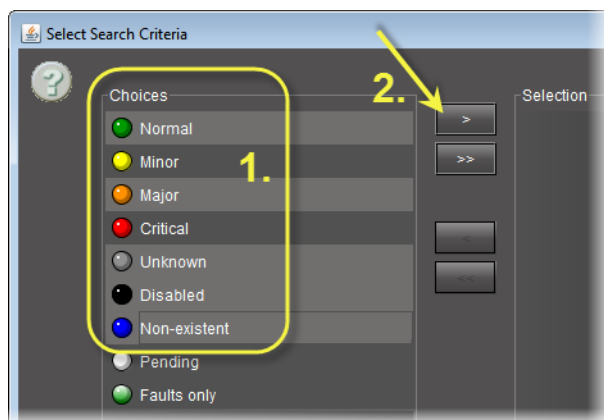 Select Search Criteria
?
Choices
2.
Selection
Normal
>
Minor
1.
>>
Major
Critical
<
Unknown
<<
Disabled
Non-existent
Pending
Faults only